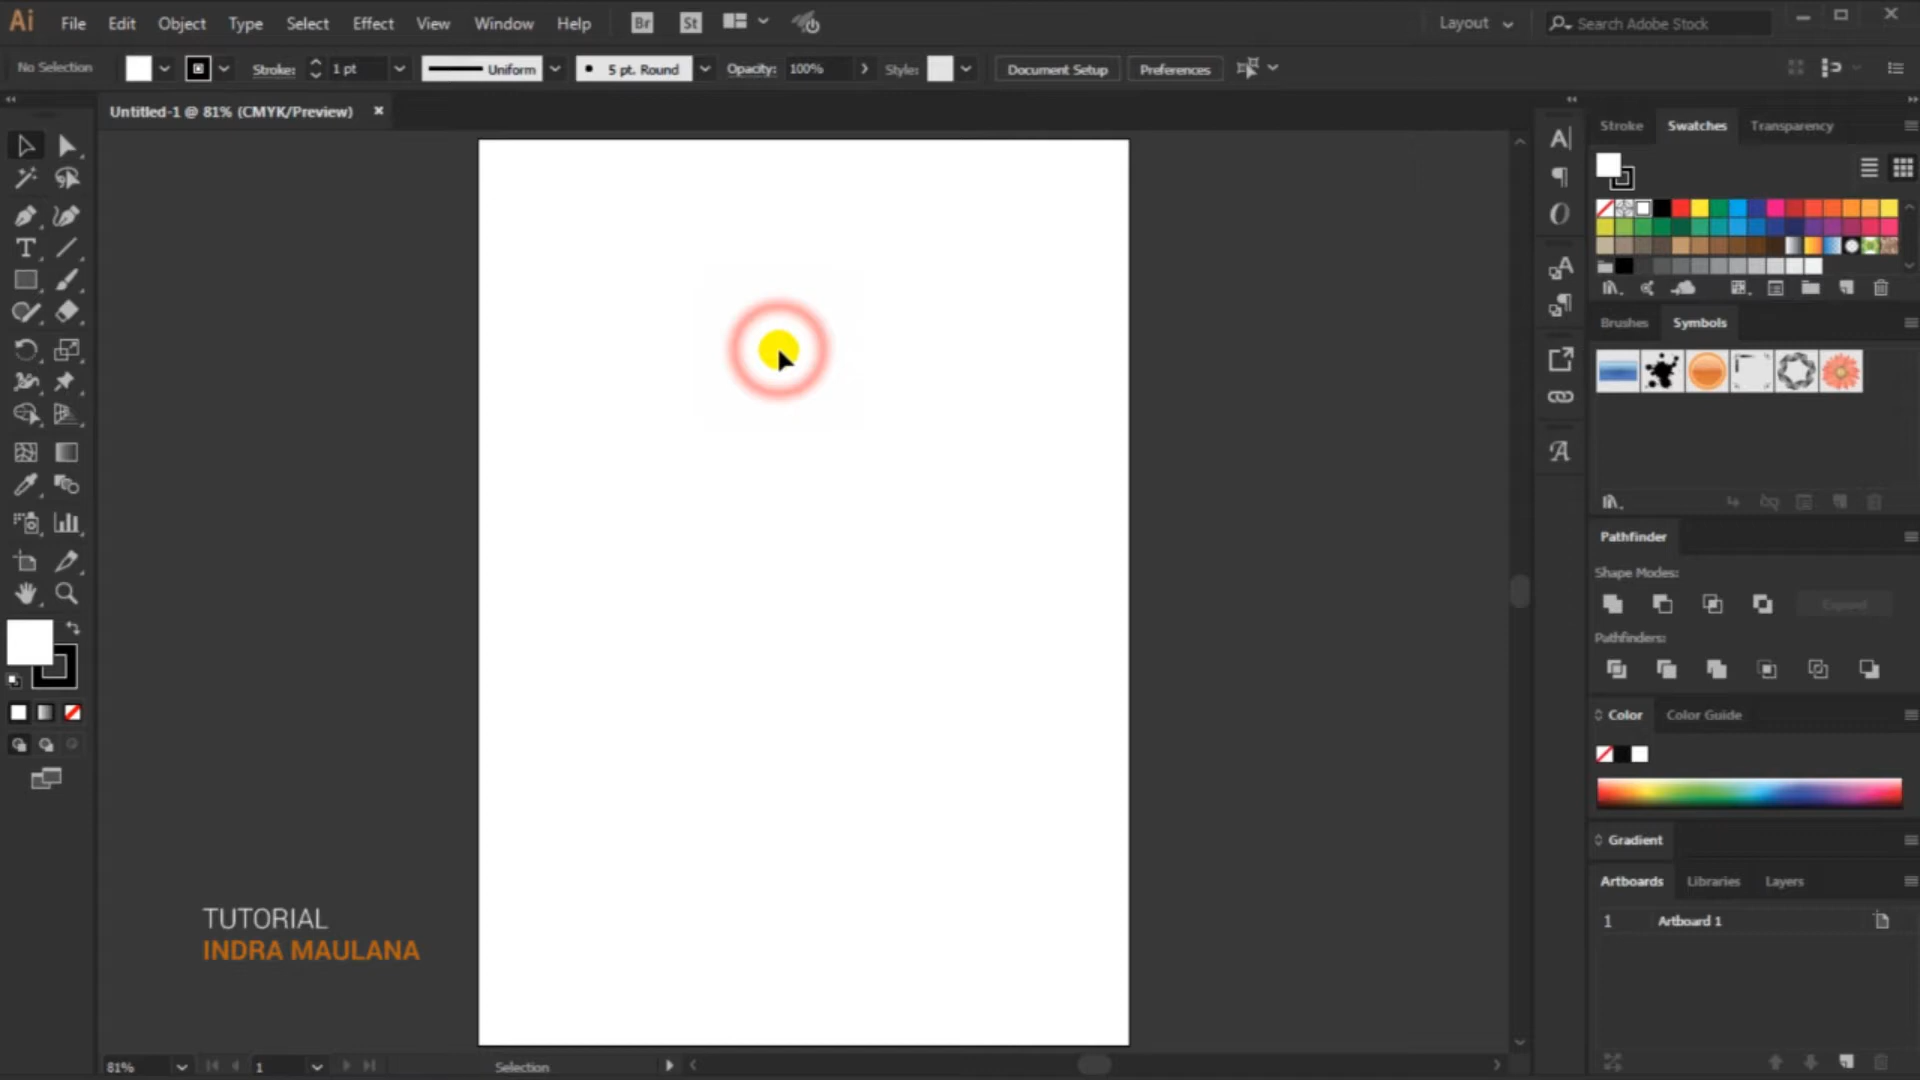 Ai File Edit Object Type Select Effect View Window Help Br St Layout Search Adobe Stock
No Selection Stroke: 1 pt Uniform 5 pt. Round Opacity: 100% Style: Document Setup Preferences
Untitled-1 @ 81% (CMYK/Preview)
Stroke Swatches Transparency
Brushes Symbols
Pathfinder
Shape Modes:
Expand
Pathfinders:
Color Color Guide
Gradient
Artboards Libraries Layers
1 Artboard 1
TUTORIAL
INDRA MAULANA
81% 1 Selection